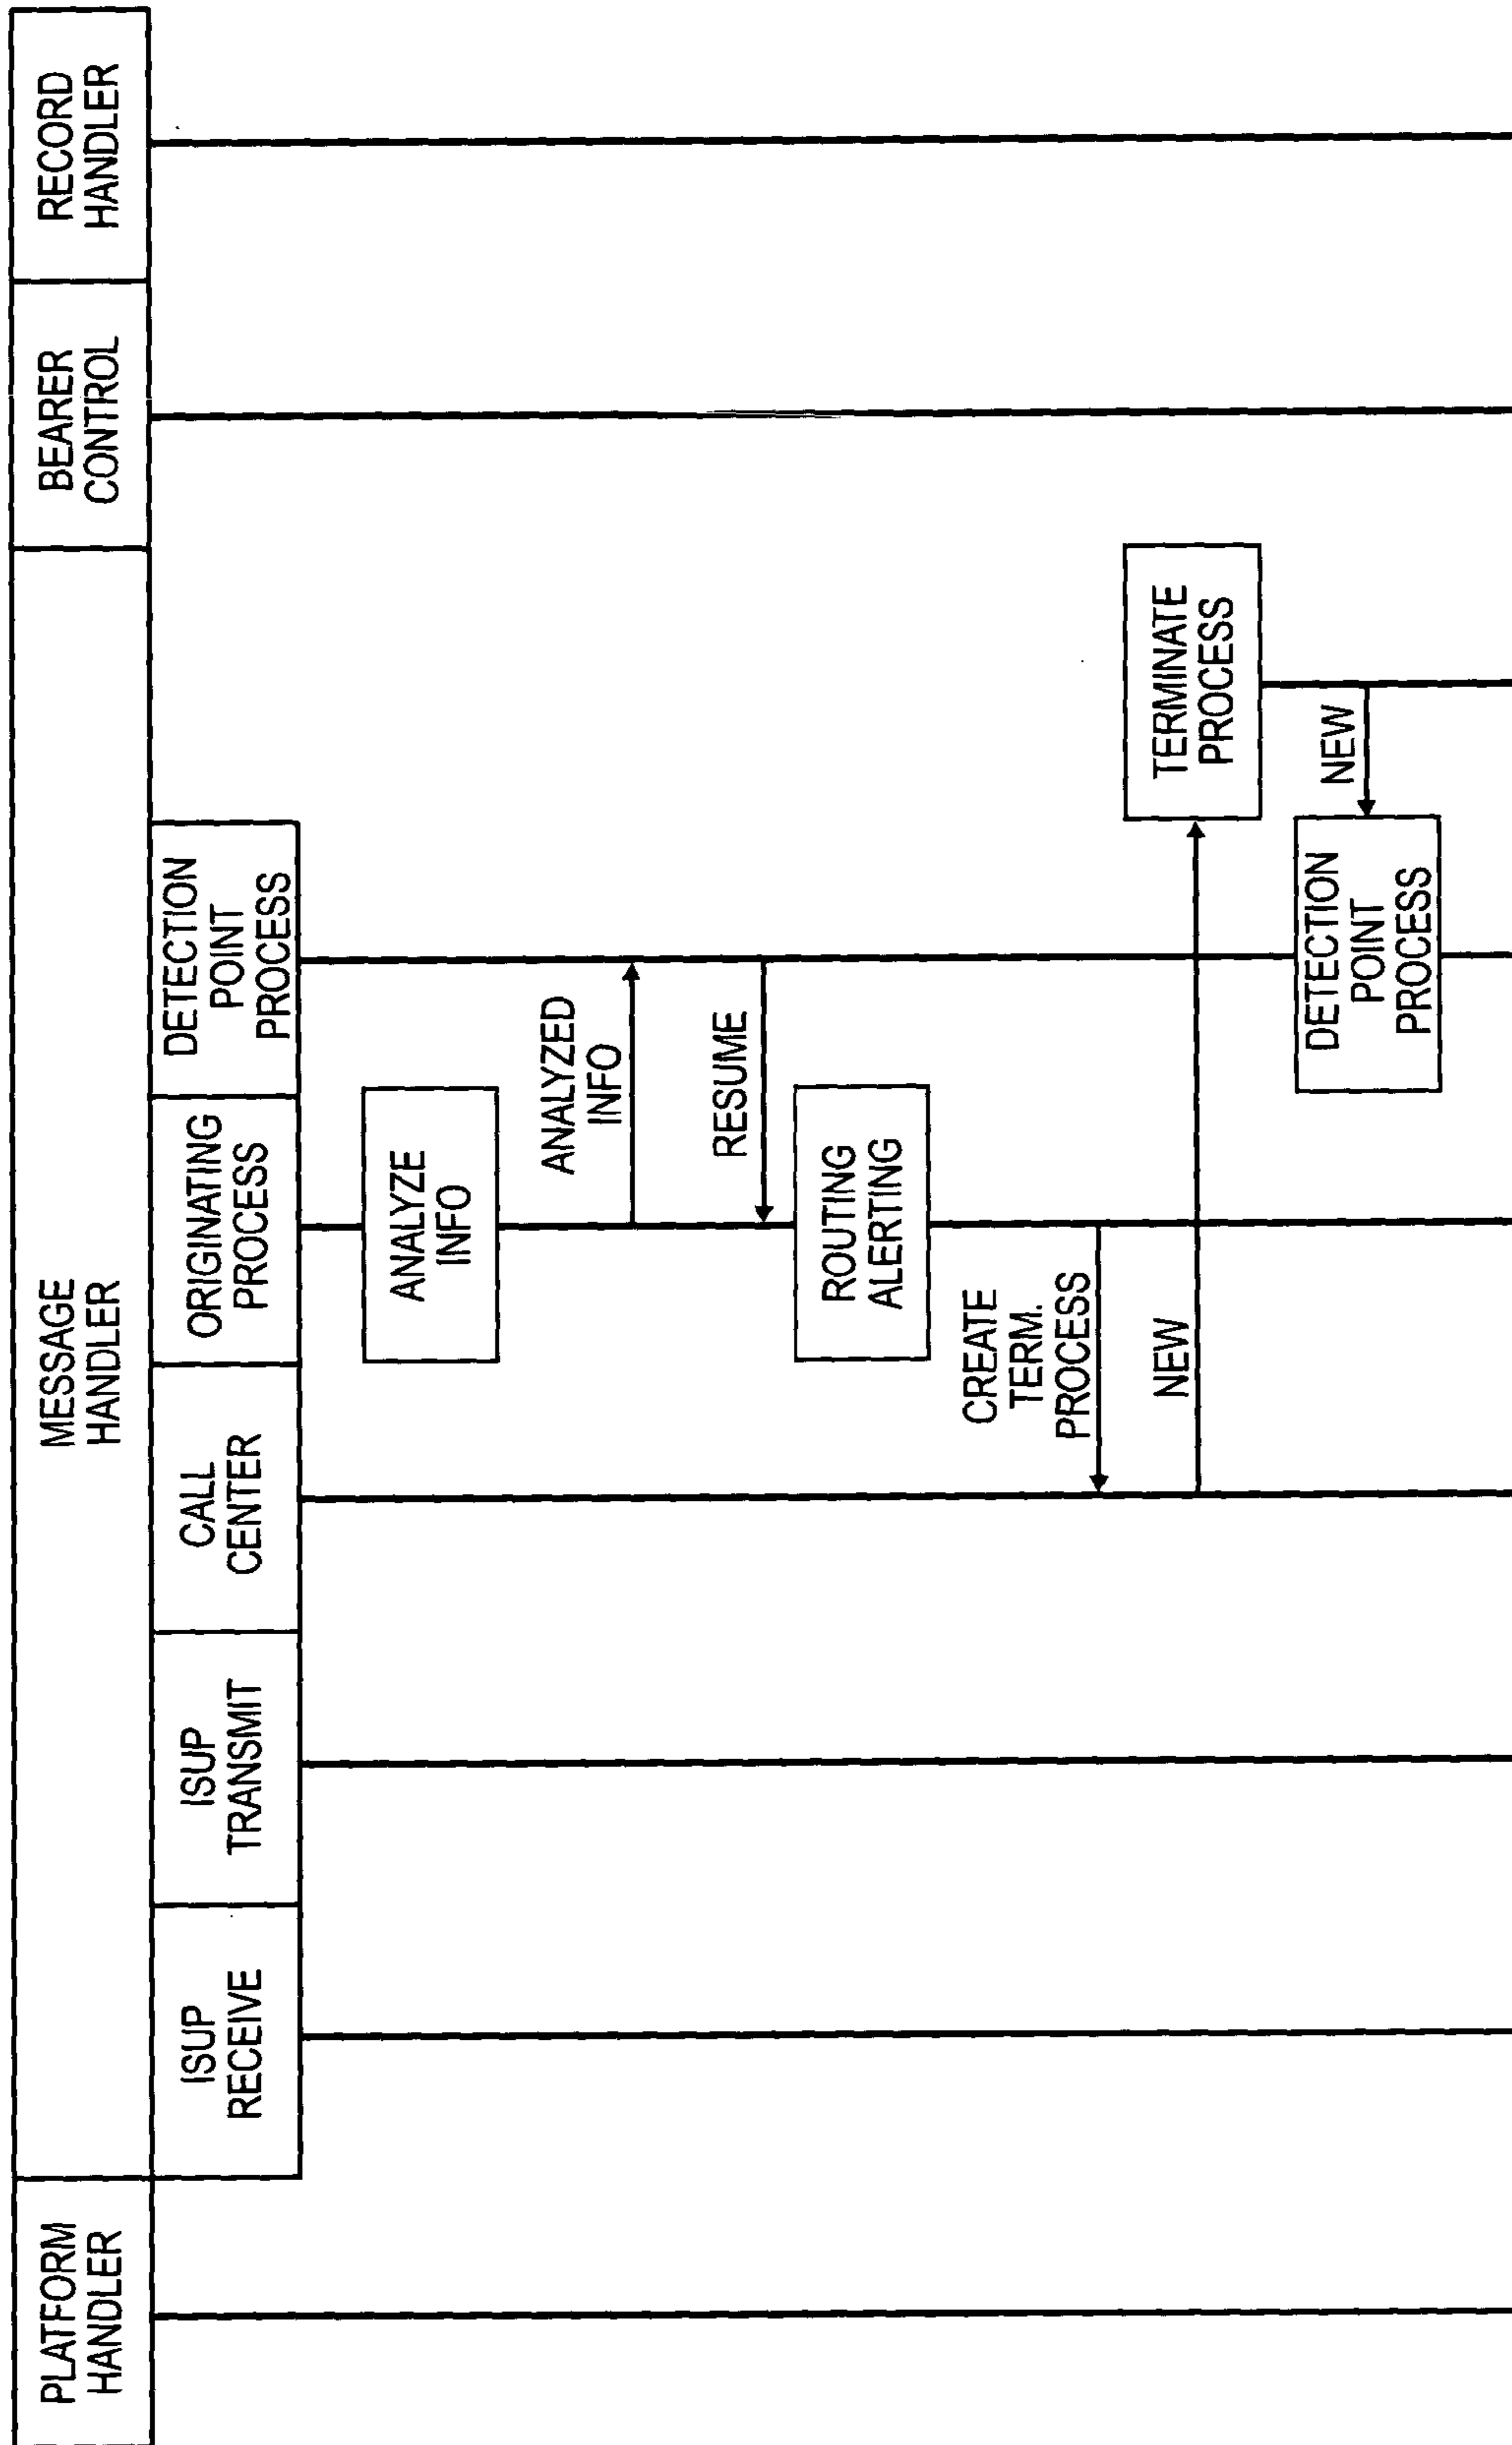 PLATFORM
HANDLER
MESSAGE
HANDLER
BEARER
CONTROL
RECORD
HANDLER
ISUP
RECEIVE
ISUP
TRANSMIT
CALL
CENTER
ORIGINATING
PROCESS
DETECTION
POINT
PROCESS
ANALYZE
INFO
ANALYZED
INFO
RESUME
ROUTING
ALERTING
CREATE
TERM.
PROCESS
NEW
TERMINATE
PROCESS
NEW
DETECTION
POINT
PROCESS